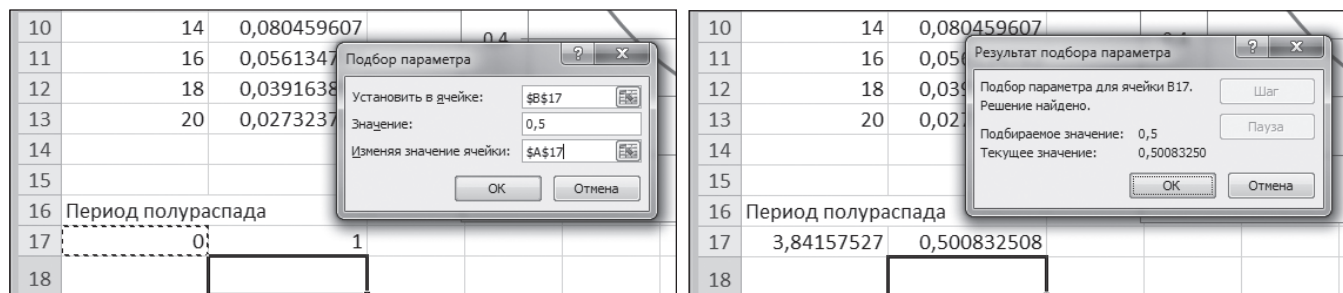 10 14 0,080459607 0,4
11 16 0,0561347
12 18 0,0391638
13 20 0,0273237
14
15
16 Период полураспада
17 0 1
18
Подбор параметра
Установить в ячейке: $B$17
Значение: 0,5
Изменяя значение ячейки: $A$17
ОК Отмена
10 14 0,080459607
11 16 0,056
12 18 0,039
13 20 0,027
14
15
16 Период полураспада
17 3,84157527 0,500832508
18
Результат подбора параметра
Подбор параметра для ячейки B17.
Решение найдено.
Подбираемое значение: 0,5
Текущее значение: 0,50083250
Шаг
Пауза
ОК Отмена